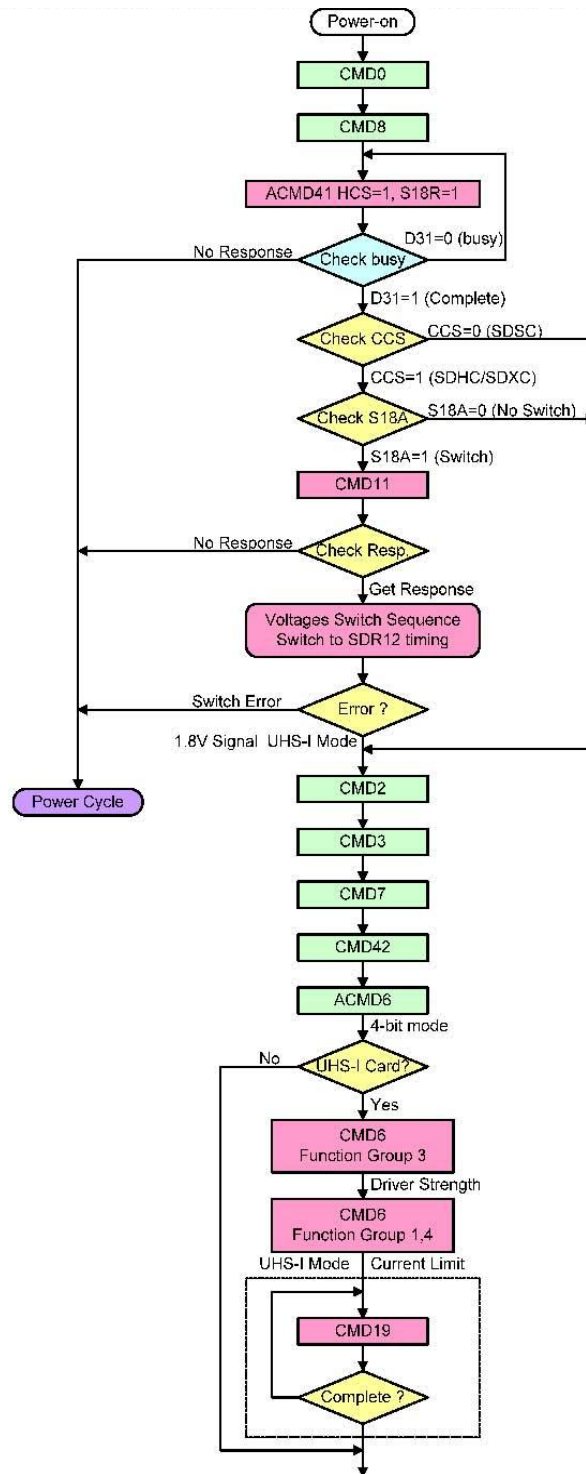 Power-on
CMD0
CMD8
ACMD41 HCS=1, S18R=1
D31=0 (busy)
No Response
Check busy
D31=1 (Complete)
CCS=0 (SDSC)
Check CCS
CCS=1 (SDHC/SDXC)
S18A=0 (No Switch)
Check S18A
S18A=1 (Switch)
CMD11
No Response
Check Resp.
Get Response
Voltages Switch Sequence
Switch to SDR12 timing
Switch Error
Error ?
1.8V Signal UHS-I Mode
Power Cycle
CMD2
CMD3
CMD7
CMD42
ACMD6
4-bit mode
No
UHS-I Card?
Yes
CMD6
Function Group 3
Driver Strength
CMD6
Function Group 1,4
UHS-I Mode
Current Limit
CMD19
Complete ?